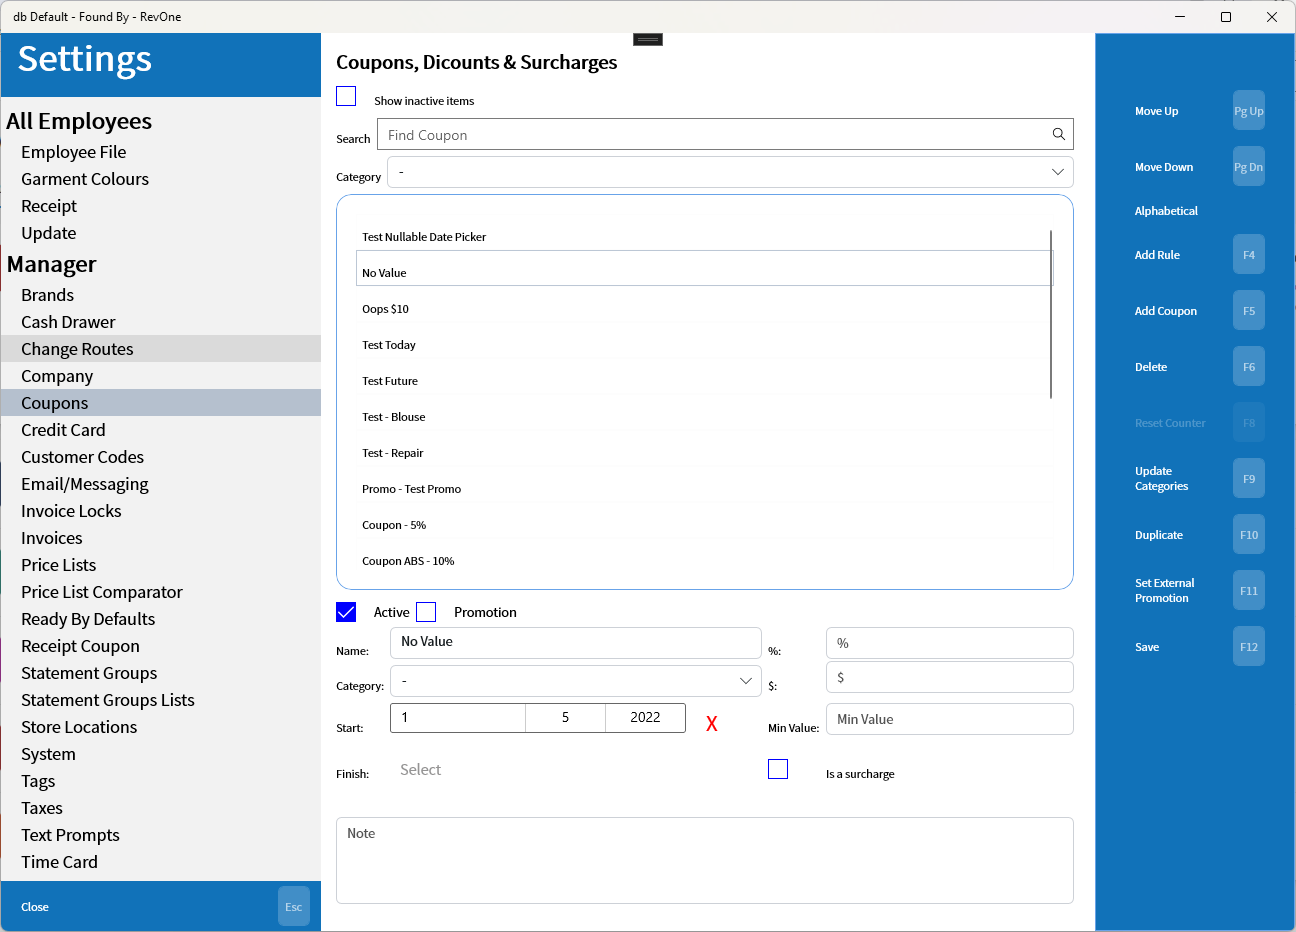 db Default - Found By - RevOne
Settings
All Employees
Employee File
Garment Colours
Receipt
Update
Manager
Brands
Cash Drawer
Change Routes
Company
Coupons
Credit Card
Customer Codes
Email/Messaging
Invoice Locks
Invoices
Price Lists
Price List Comparator
Ready By Defaults
Receipt Coupon
Statement Groups
Statement Groups Lists
Store Locations
System
Tags
Taxes
Text Prompts
Time Card
Close Esc
Coupons, Dicounts & Surcharges
Show inactive items
Search Find Coupon
Category -
Test Nullable Date Picker
No Value
Oops $10
Test Today
Test Future
Test - Blouse
Test - Repair
Promo - Test Promo
Coupon - 5%
Coupon ABS - 10%
Active Promotion
Name: No Value %: %
Category: - $: $
Start: 1 5 2022 X Min Value: Min Value
Finish: Select Is a surcharge
Note
Move Up Pg Up
Move Down Pg Dn
Alphabetical
Add Rule F4
Add Coupon F5
Delete F6
Reset Counter F8
Update
Categories F9
Duplicate F10
Set External
Promotion F11
Save F12